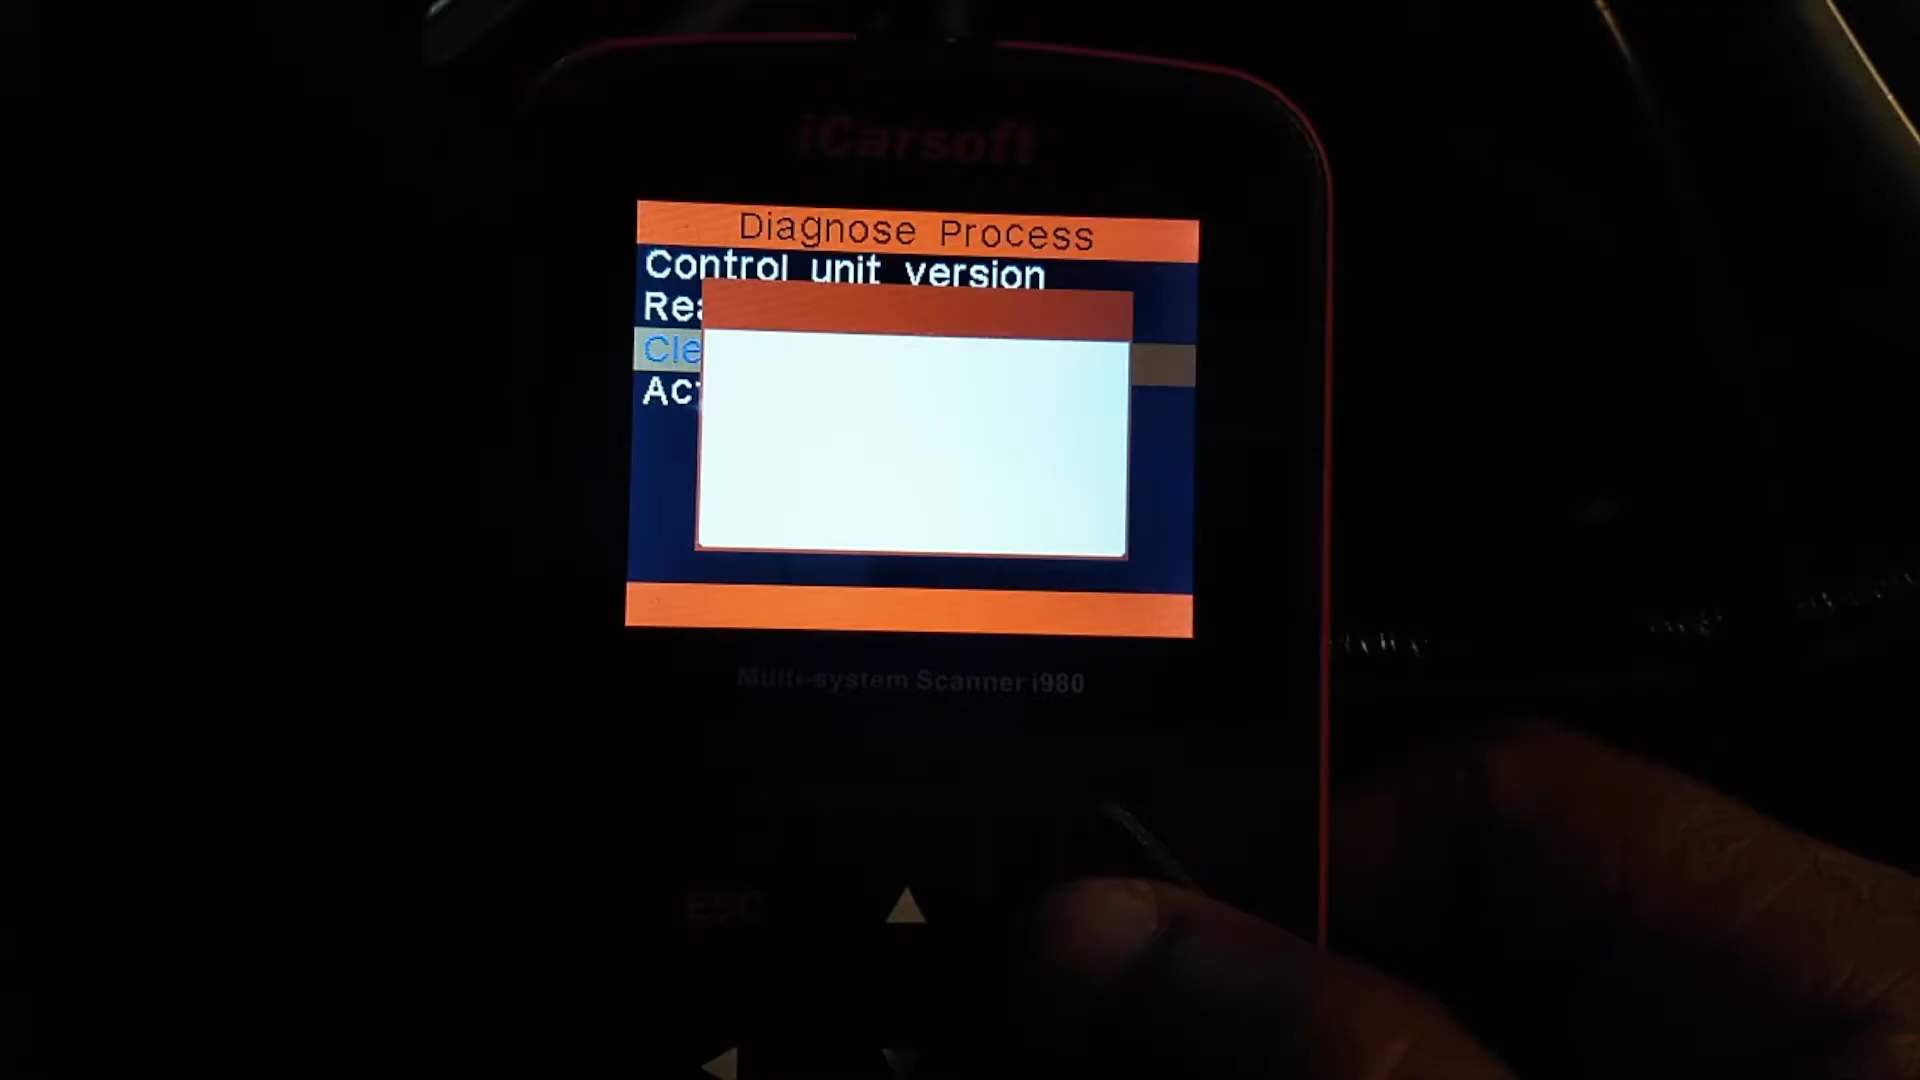 iCarsoft
Diagnose Process
Control unit version
Rea
Cle
Act
Multi-system Scanner i980
ESC